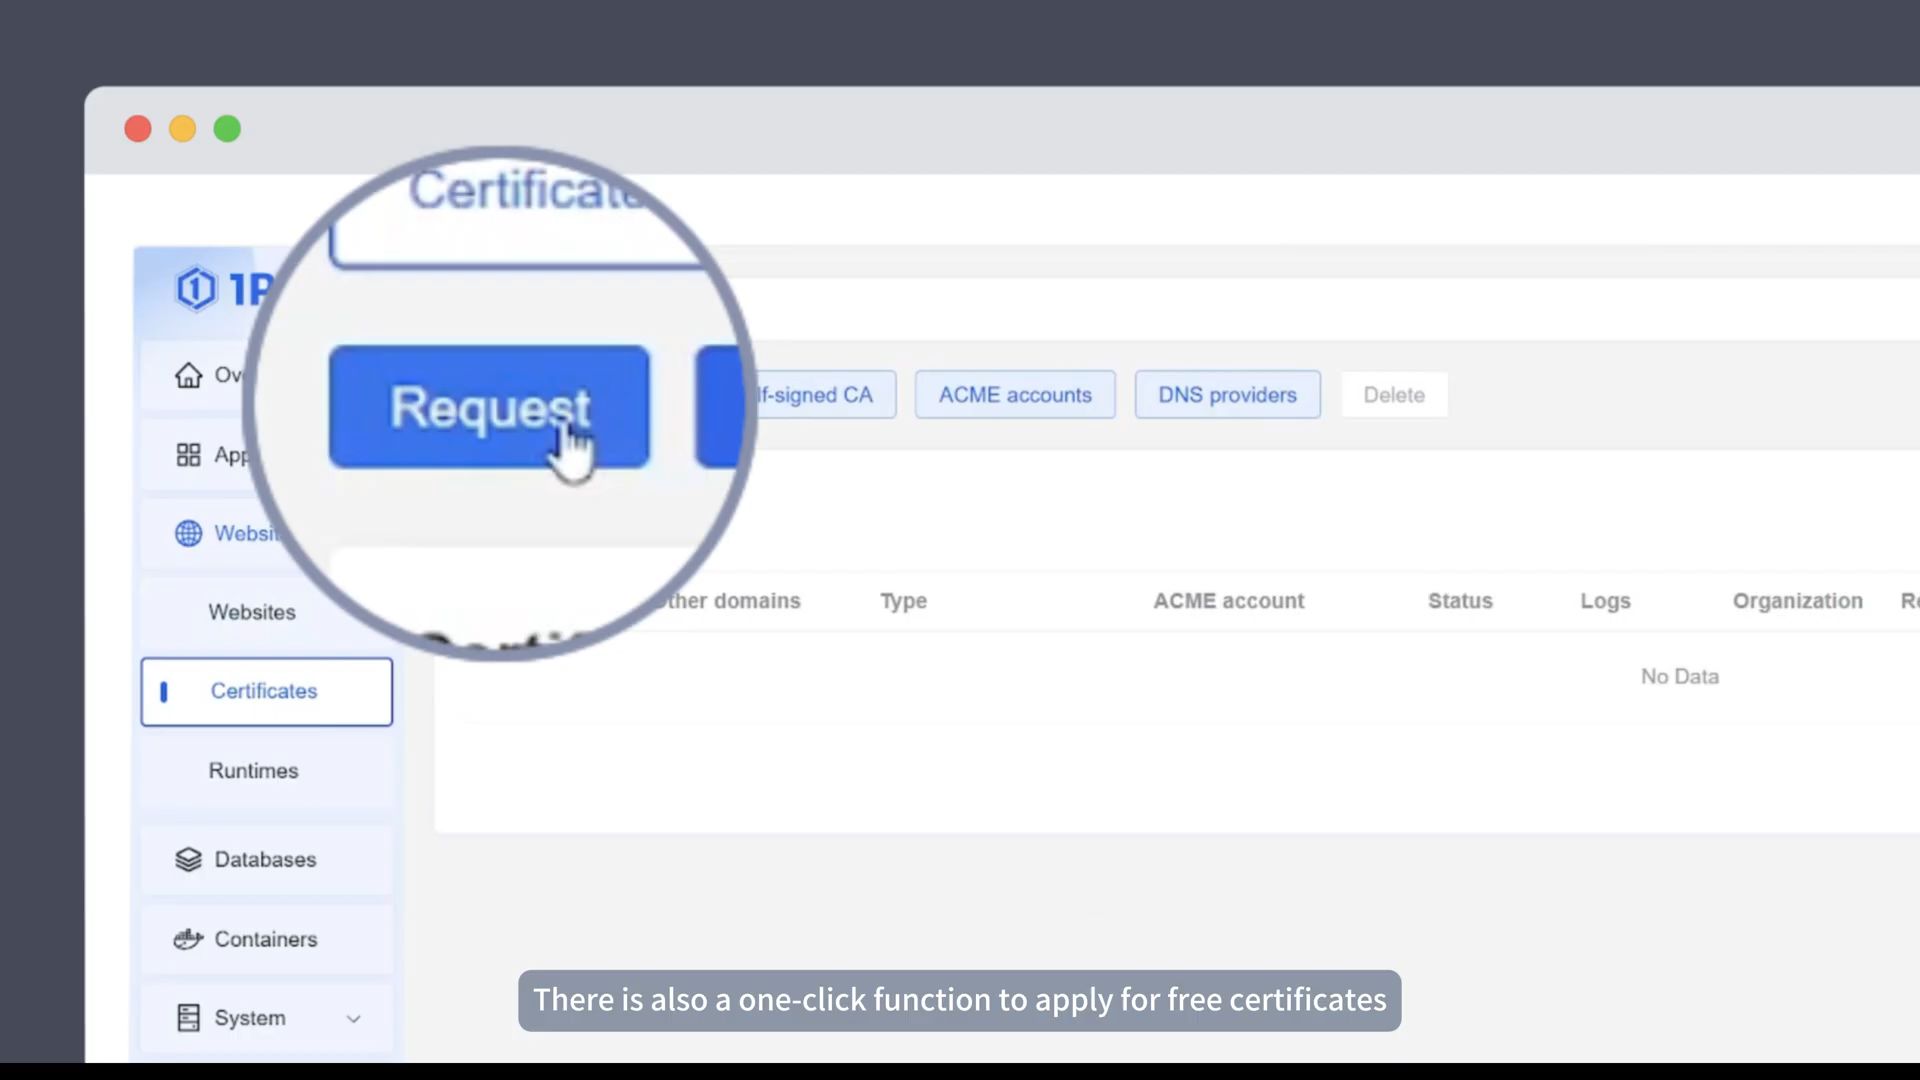 Certificate
1P
Request
lf-signed CA
ACME accounts
DNS providers
Delete
Ov
App
Websit
Websites
Certificates
Runtimes
Databases
Containers
System
ther domains
Type
ACME account
Status
Logs
Organization
Re
No Data
There is also a one-click function to apply for free certificates